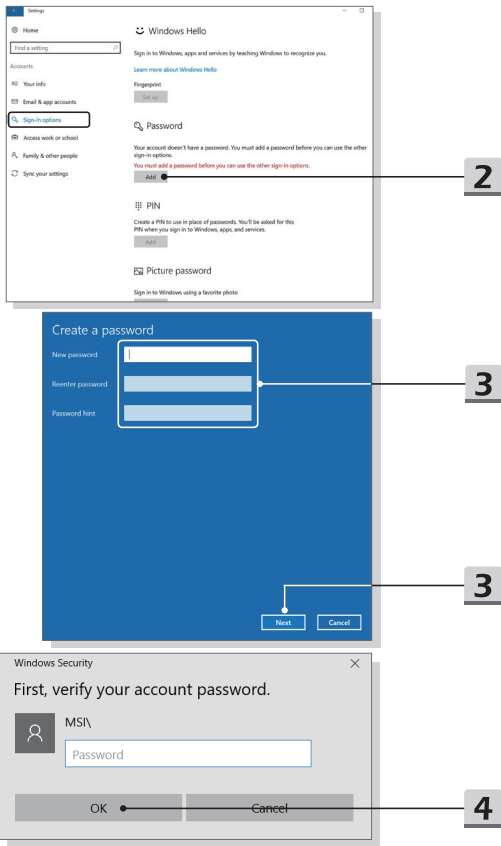 Settings
Home
Find a setting
Accounts
Your info
Email & app accounts
Sign-in options
Access work or school
Family & other people
Sync your settings
Windows Hello
Sign in to Windows, apps and services by teaching Windows to recognize you.
Learn more about Windows Hello
Fingerprint
Set up
Password
Your account doesn't have a password. You must add a password before you can use the other
sign-in options.
You must add a password before you can use the other sign-in options.
Add
2
PIN
Create a PIN to use in place of passwords. You'll be asked for this
PIN when you sign in to Windows, apps, and services.
Add
Picture password
Sign in to Windows using a favorite photo
Create a password
New password
Reenter password
Password hint
3
3
Next Cancel
Windows Security
First, verify your account password.
MSI\
Password
OK Cancel
4